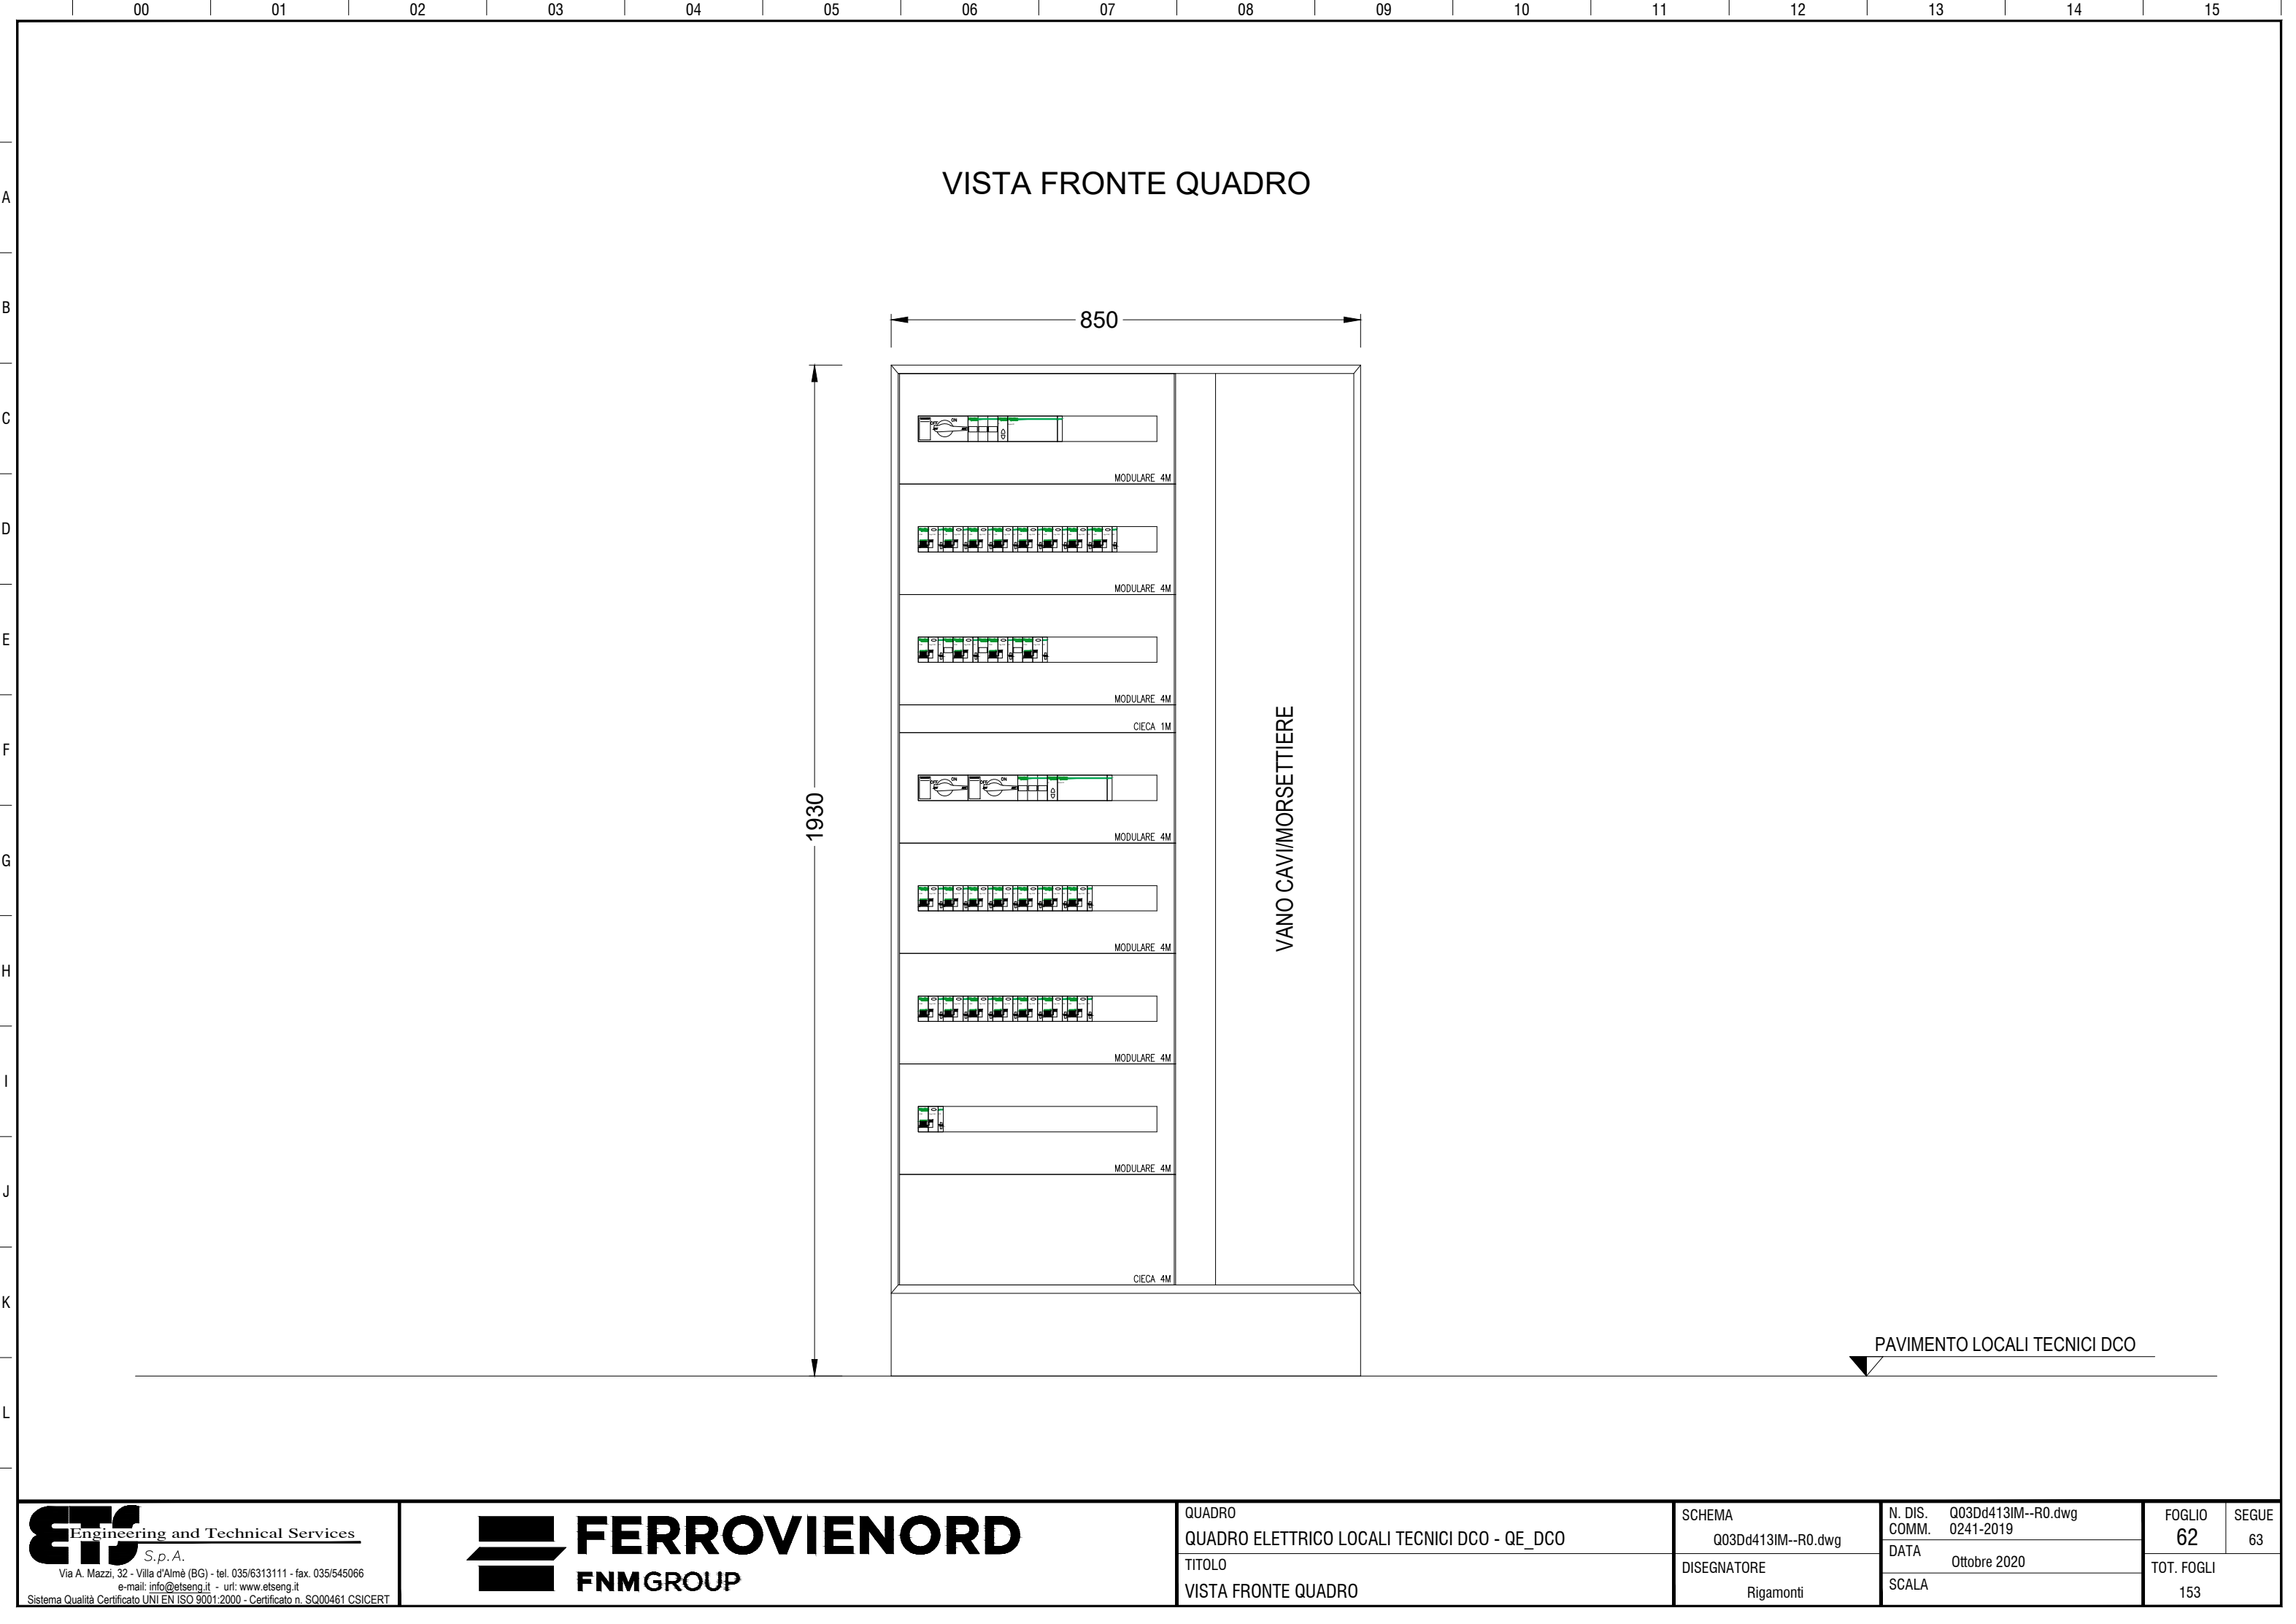 00 01 02 03 04 05 06 07 08 09 10 11 12 13 14 15
A
B
C
D
E
F
G
H
I
J
K
L
VISTA FRONTE QUADRO
850
1930
MODULARE 4M
MODULARE 4M
MODULARE 4M
CIECA 1M
MODULARE 4M
MODULARE 4M
MODULARE 4M
MODULARE 4M
CIECA 4M
VANO CAVI/MORSETTIERE
PAVIMENTO LOCALI TECNICI DCO
ETS
Engineering and Technical Services
S.p.A.
Via A. Mazzi, 32 - Villa d'Almè (BG) - tel. 035/6313111 - fax. 035/545066
e-mail: info@etseng.it - url: www.etseng.it
Sistema Qualità Certificato UNI EN ISO 9001:2000 - Certificato n. SQ00461 CSICERT
FERROVIENORD
FNMGROUP
QUADRO
QUADRO ELETTRICO LOCALI TECNICI DCO - QE_DCO
TITOLO
VISTA FRONTE QUADRO
SCHEMA
Q03Dd413IM--R0.dwg
DISEGNATORE
Rigamonti
N. DIS. Q03Dd413IM--R0.dwg
COMM. 0241-2019
DATA
Ottobre 2020
SCALA
FOGLIO
62
SEGUE
63
TOT. FOGLI
153